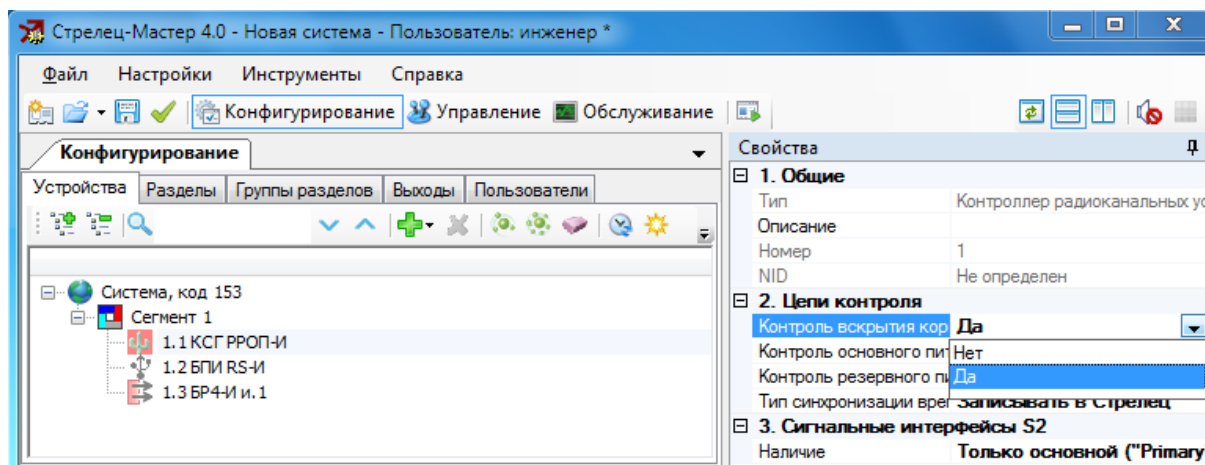 Стрелец-Мастер 4.0 - Новая система - Пользователь: инженер *
Файл Настройки Инструменты Справка
Конфигурирование Управление Обслуживание
Конфигурирование
Устройства Разделы Группы разделов Выходы Пользователи
Система, код 153
Сегмент 1
1.1 КСГ РРОП-И
1.2 БПИ RS-И
1.3 БР4-И и.1
Свойства
1. Общие
Тип Контроллер радиоканальных ус
Описание
Номер 1
NID Не определен
2. Цепи контроля
Контроль вскрытия кор Да
Контроль основного пит Нет
Контроль резервного пи Да
Тип синхронизации врем Записывать в Стрелец
3. Сигнальные интерфейсы S2
Наличие Только основной ("Primary